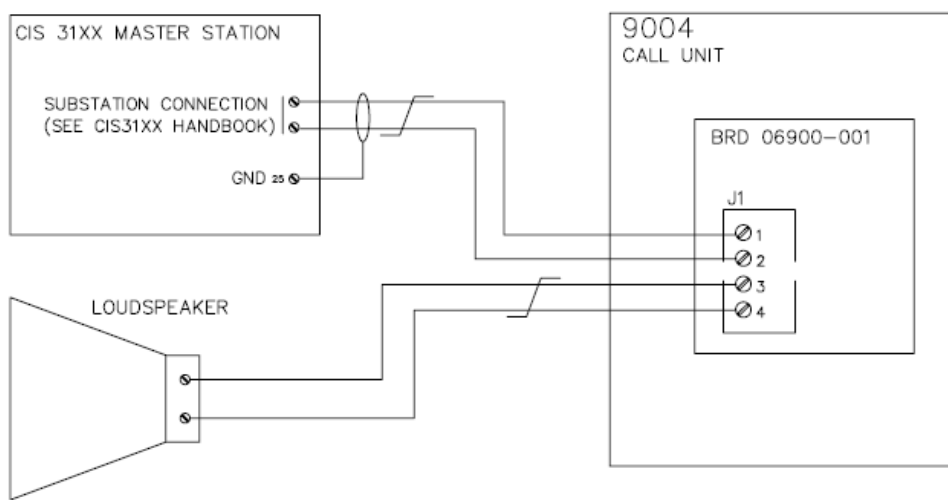 CIS 31XX MASTER STATION
SUBSTATION CONNECTION
(SEE CIS31XX HANDBOOK)
GND 25
9004
CALL UNIT
BRD 06900-001
J1
1
2
3
4
LOUDSPEAKER